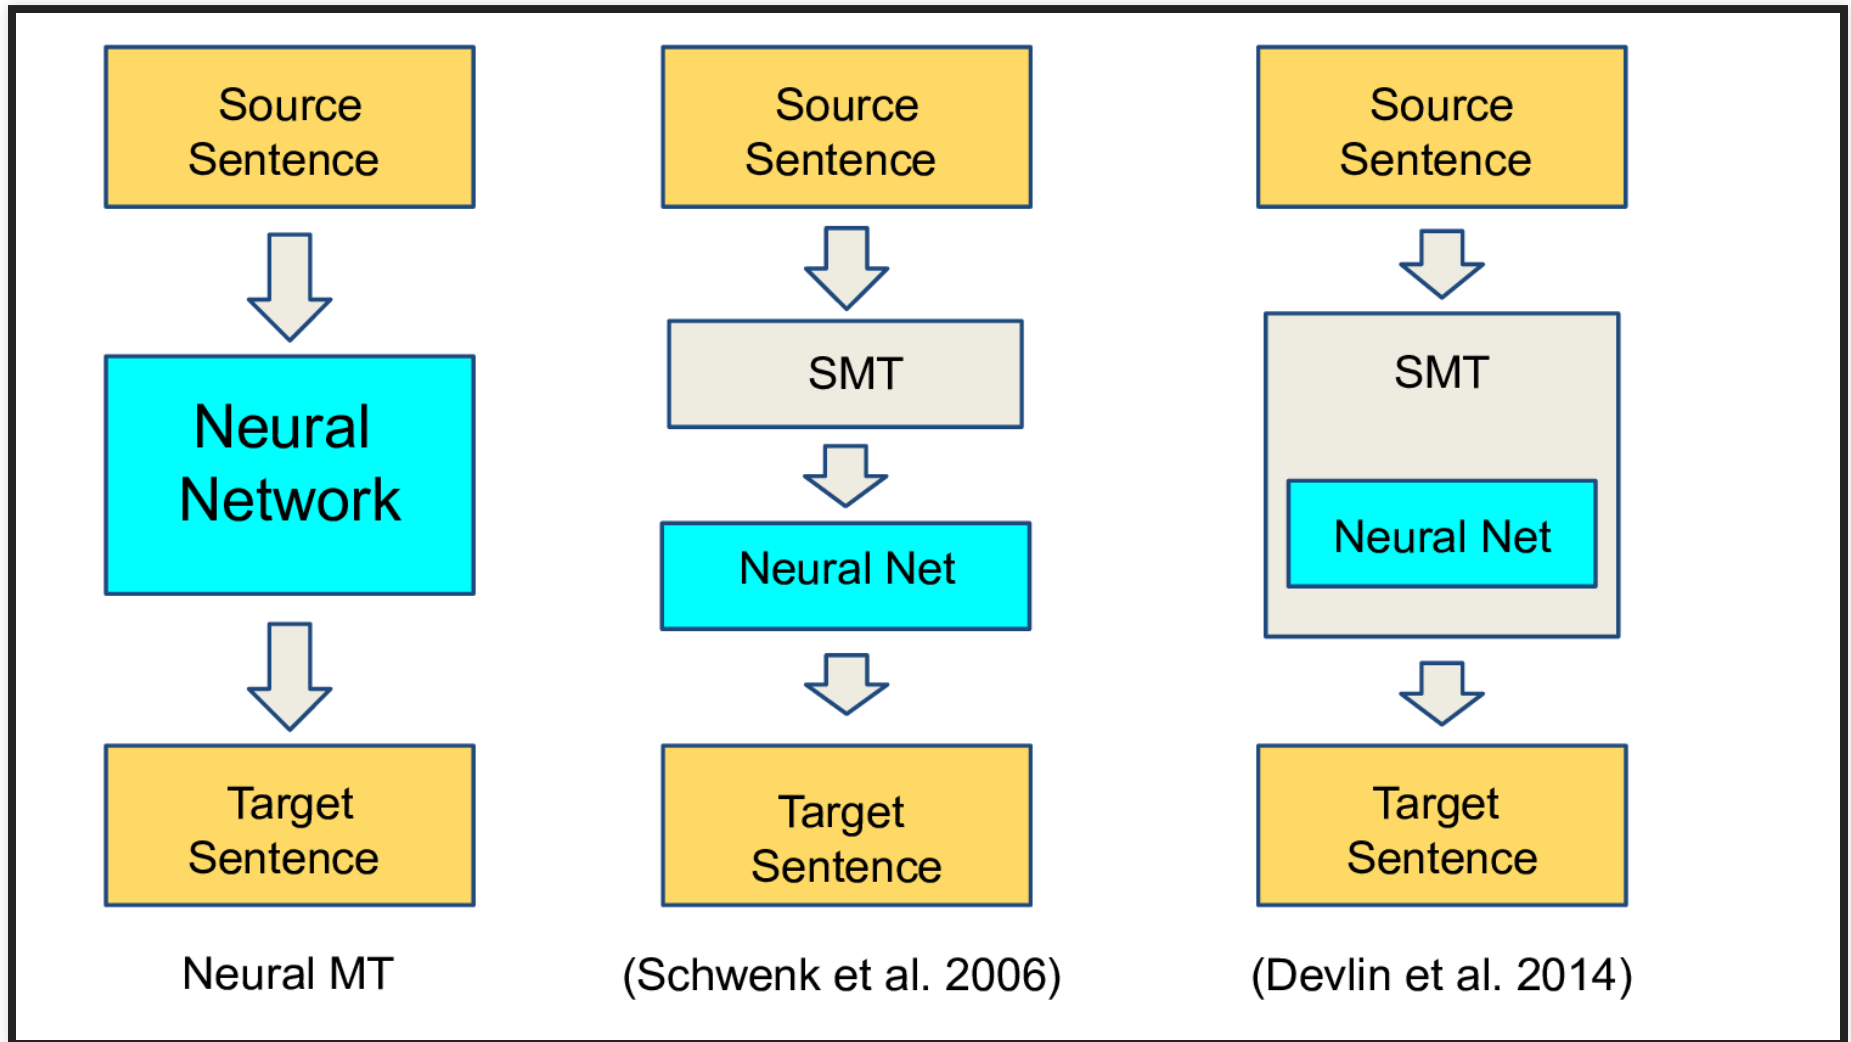 Source
Sentence
Neural
Network
Target
Sentence
Neural MT
Source
Sentence
SMT
Neural Net
Target
Sentence
(Schwenk et al. 2006)
Source
Sentence
SMT
Neural Net
Target
Sentence
(Devlin et al. 2014)